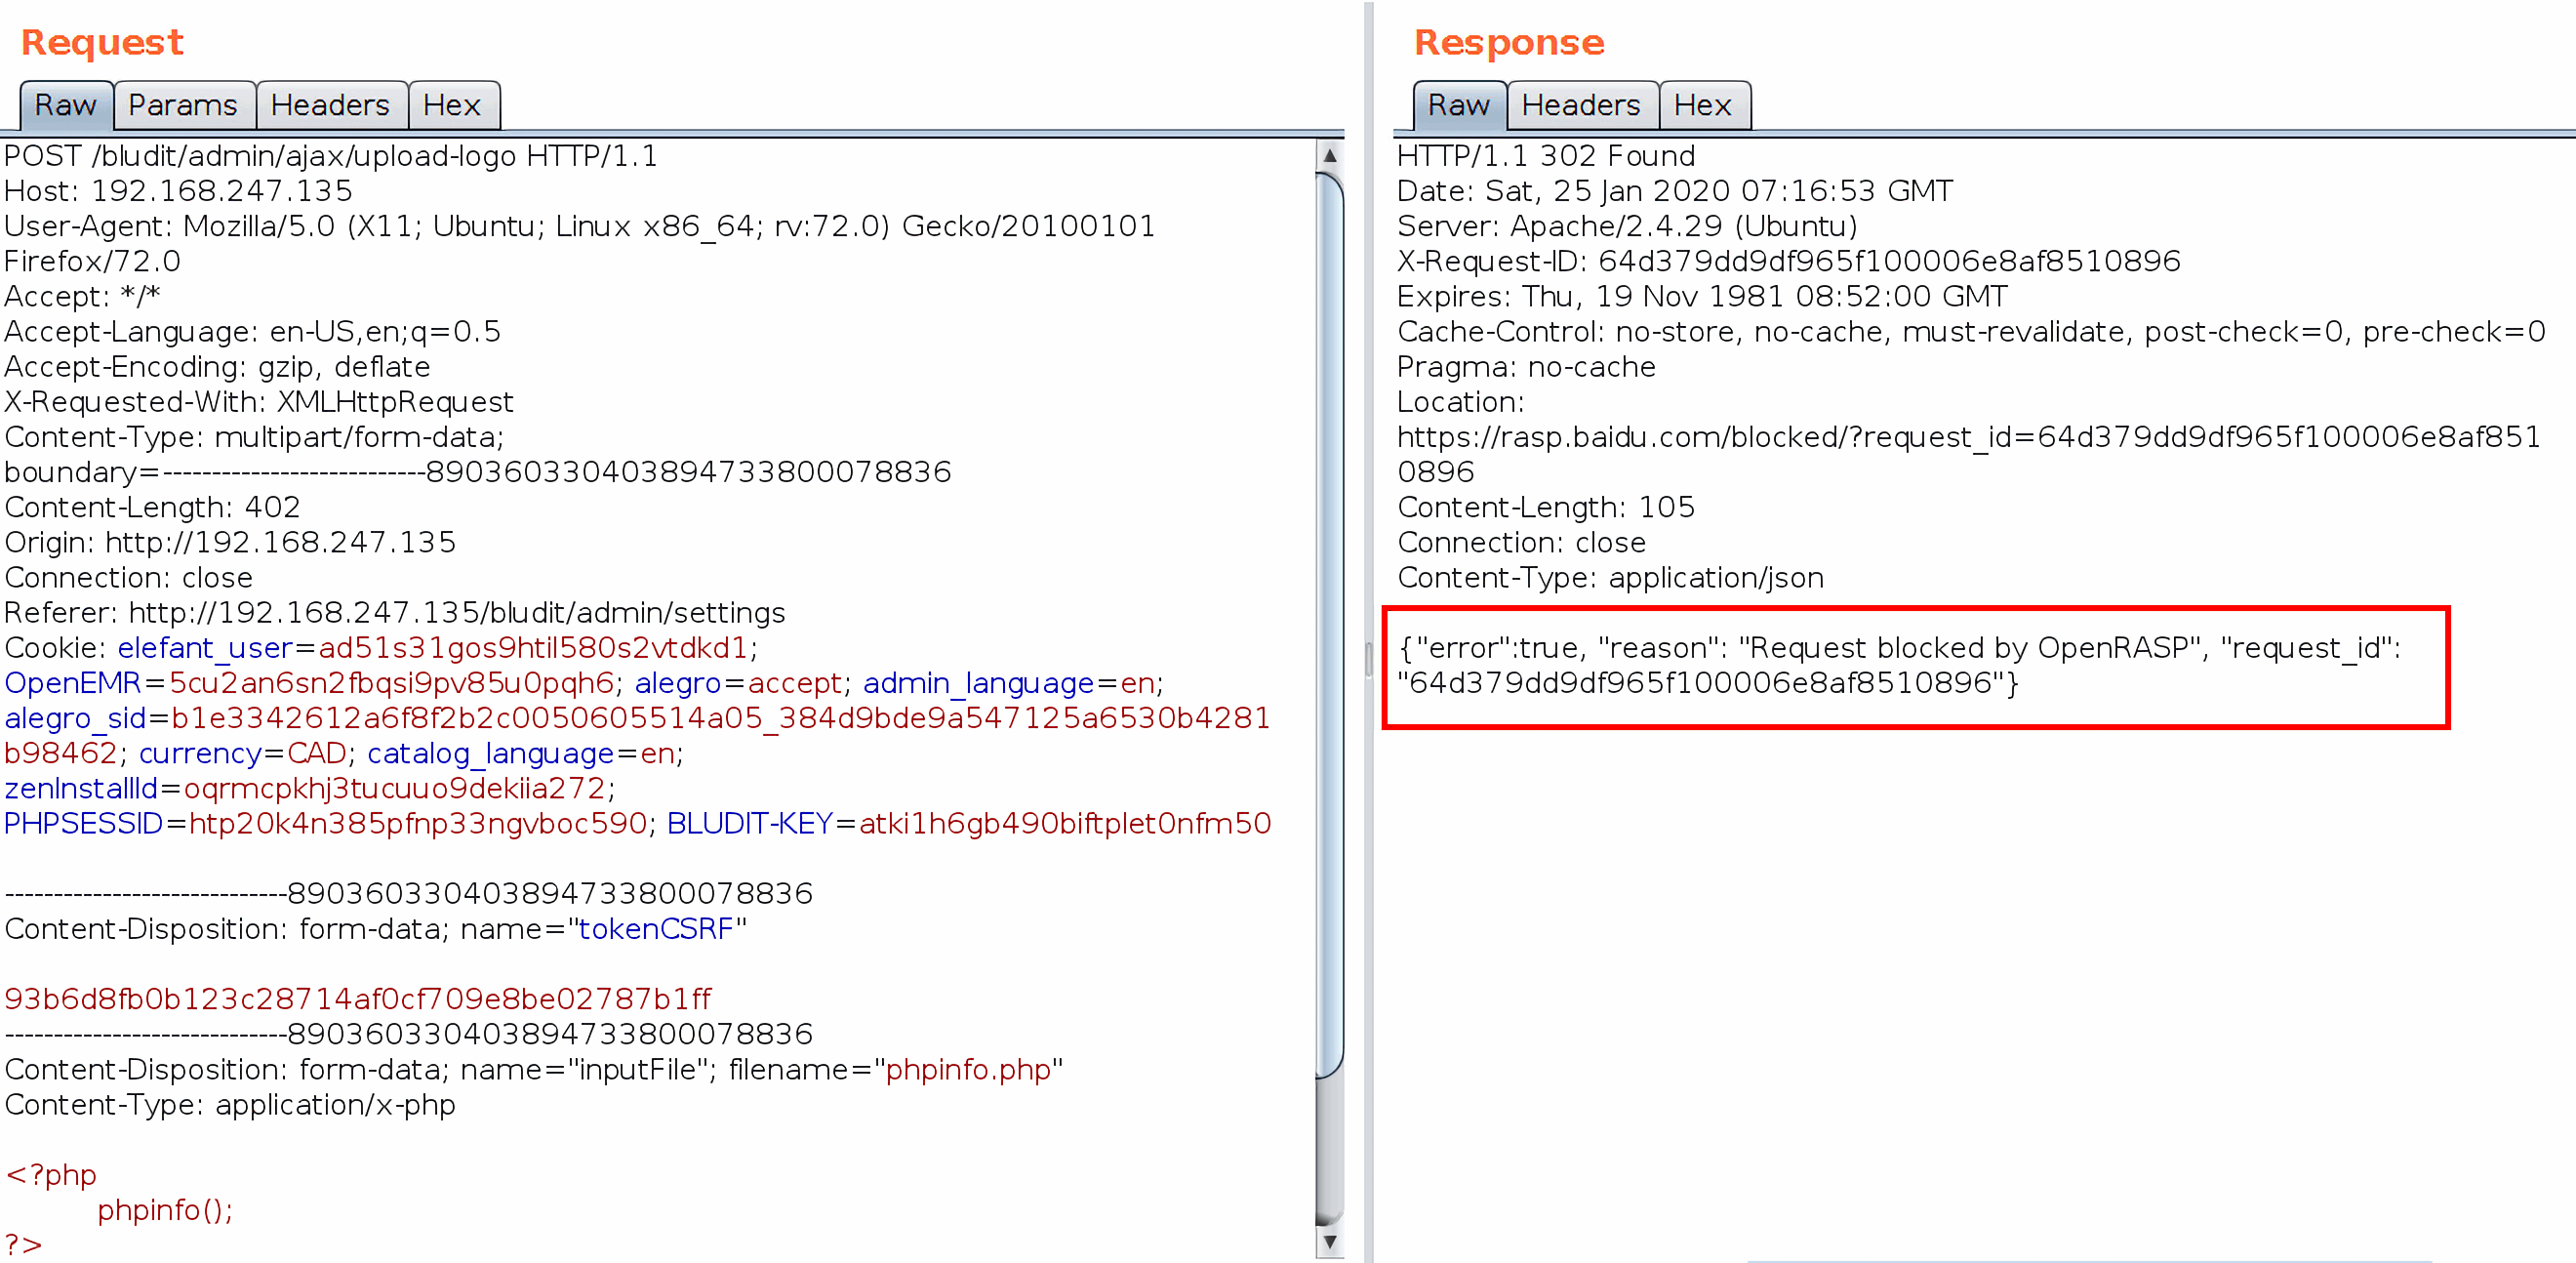 Request
Raw Params Headers Hex
POST /bludit/admin/ajax/upload-logo HTTP/1.1
Host: 192.168.247.135
User-Agent: Mozilla/5.0 (X11; Ubuntu; Linux x86_64; rv:72.0) Gecko/20100101
Firefox/72.0
Accept: */*
Accept-Language: en-US,en;q=0.5
Accept-Encoding: gzip, deflate
X-Requested-With: XMLHttpRequest
Content-Type: multipart/form-data;
boundary=---------------------------890360330403894733800078836
Content-Length: 402
Origin: http://192.168.247.135
Connection: close
Referer: http://192.168.247.135/bludit/admin/settings
Cookie: elefant_user=ad51s31gos9htil580s2vtdkd1;
OpenEMR=5cu2an6sn2fbqsi9pv85u0pqh6; alegro=accept; admin_language=en;
alegro_sid=b1e3342612a6f8f2b2c0050605514a05_384d9bde9a547125a6530b4281
b98462; currency=CAD; catalog_language=en;
zenInstallId=oqrmcpkhj3tucuuo9dekiia272;
PHPSESSID=htp20k4n385pfnp33ngvboc590; BLUDIT-KEY=atki1h6gb490biftplet0nfm50
-----------------------------890360330403894733800078836
Content-Disposition: form-data; name="tokenCSRF"
93b6d8fb0b123c28714af0cf709e8be02787b1ff
-----------------------------890360330403894733800078836
Content-Disposition: form-data; name="inputFile"; filename="phpinfo.php"
Content-Type: application/x-php
<?php
phpinfo();
?>
Response
Raw Headers Hex
HTTP/1.1 302 Found
Date: Sat, 25 Jan 2020 07:16:53 GMT
Server: Apache/2.4.29 (Ubuntu)
X-Request-ID: 64d379dd9df965f100006e8af8510896
Expires: Thu, 19 Nov 1981 08:52:00 GMT
Cache-Control: no-store, no-cache, must-revalidate, post-check=0, pre-check=0
Pragma: no-cache
Location:
https://rasp.baidu.com/blocked/?request_id=64d379dd9df965f100006e8af851
0896
Content-Length: 105
Connection: close
Content-Type: application/json
{"error":true, "reason": "Request blocked by OpenRASP", "request_id":
"64d379dd9df965f100006e8af8510896"}